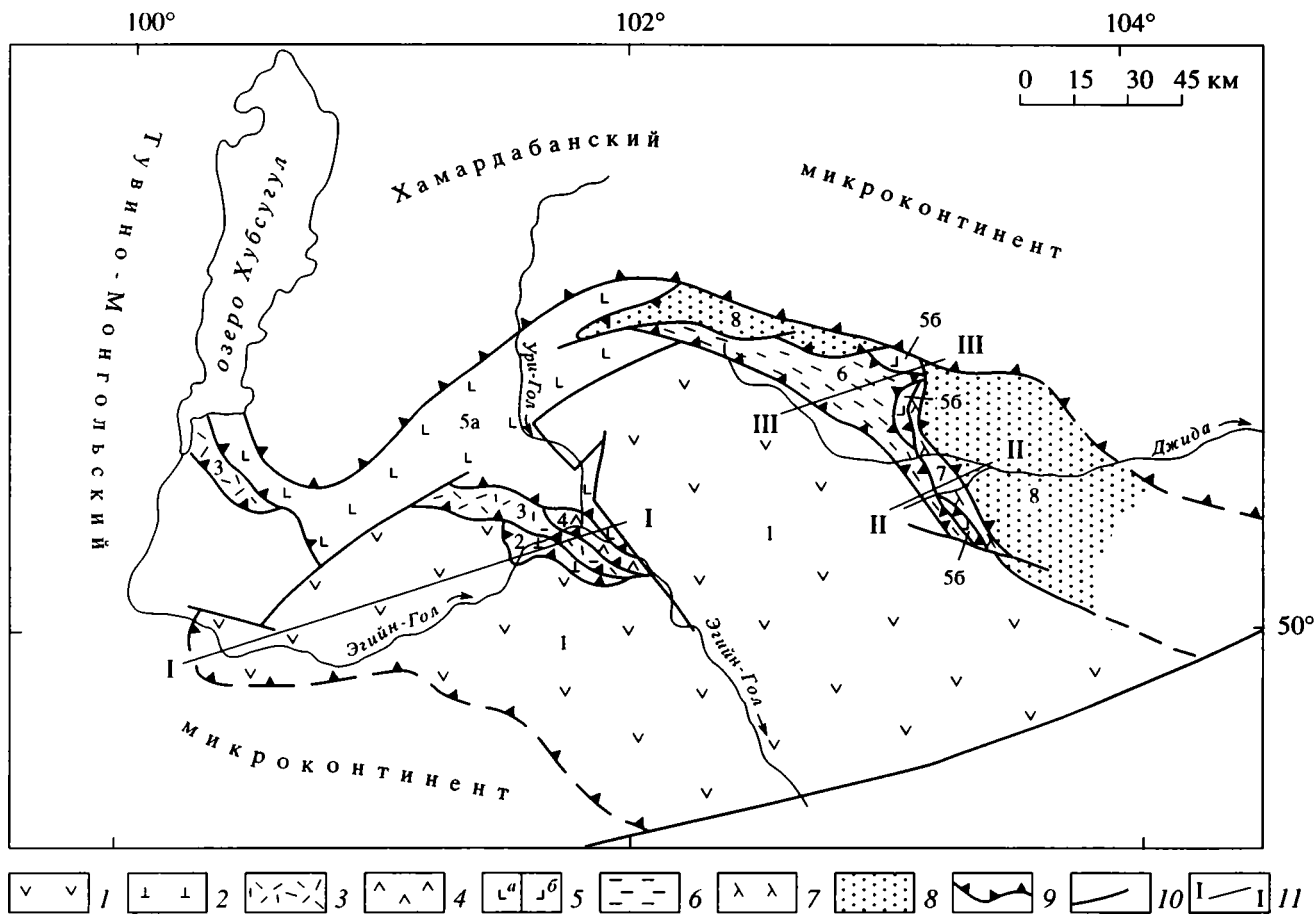 100° 102° 104°
0 15 30 45 км
Тувино-Монгольский
озеро Хубсугул
Хамардабанский
микроконтинент
Ури-Гол
8
5б
III
6
5б
III
5а
II
Джида
7
8
3
3
4
I
2
1
II
5б
Эгийн-Гол
1
50°
Эгийн-Гол
I
микроконтинент
1 2 3 4 а б 5 6 7 8 9 10 I I 11